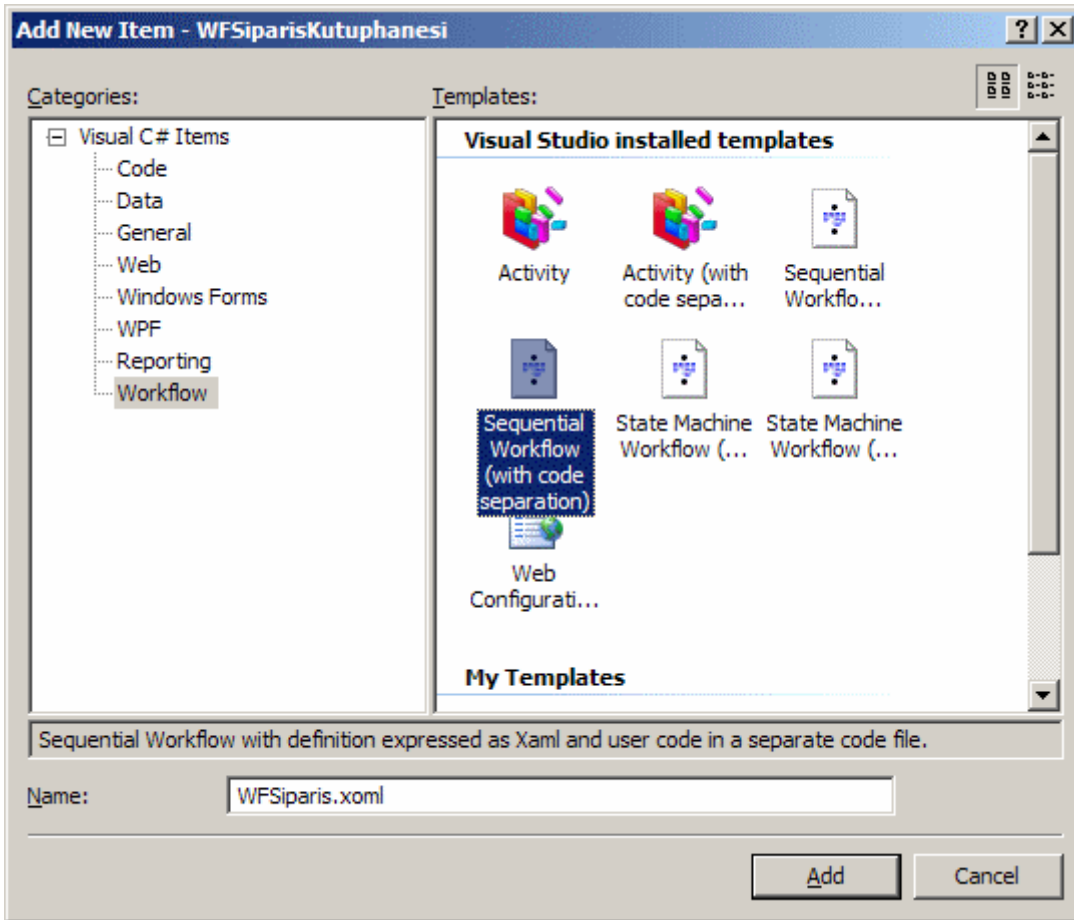 Add New Item - WFSiparisKutuphanesi
Categories:
Templates:
Visual C# Items
Code
Data
General
Web
Windows Forms
WPF
Reporting
Workflow
Visual Studio installed templates
Activity
Activity (with
code sepa...
Sequential
Workflo...
Sequential
Workflow
(with code
separation)
State Machine
Workflow (...
State Machine
Workflow (...
Web
Configurati...
My Templates
Sequential Workflow with definition expressed as Xaml and user code in a separate code file.
Name:
WFSiparis.xoml
Add
Cancel